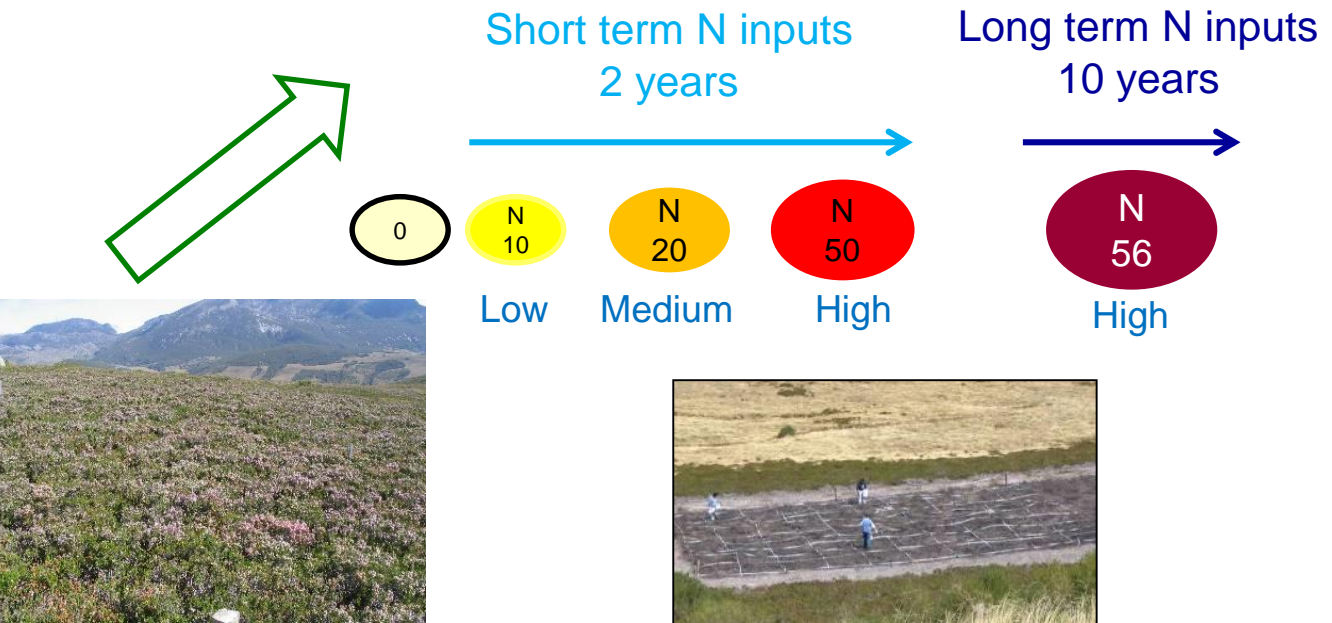 Short term N inputs
2 years
Long term N inputs
10 years
0
N
10
N
20
N
50
N
56
Low
Medium
High
High